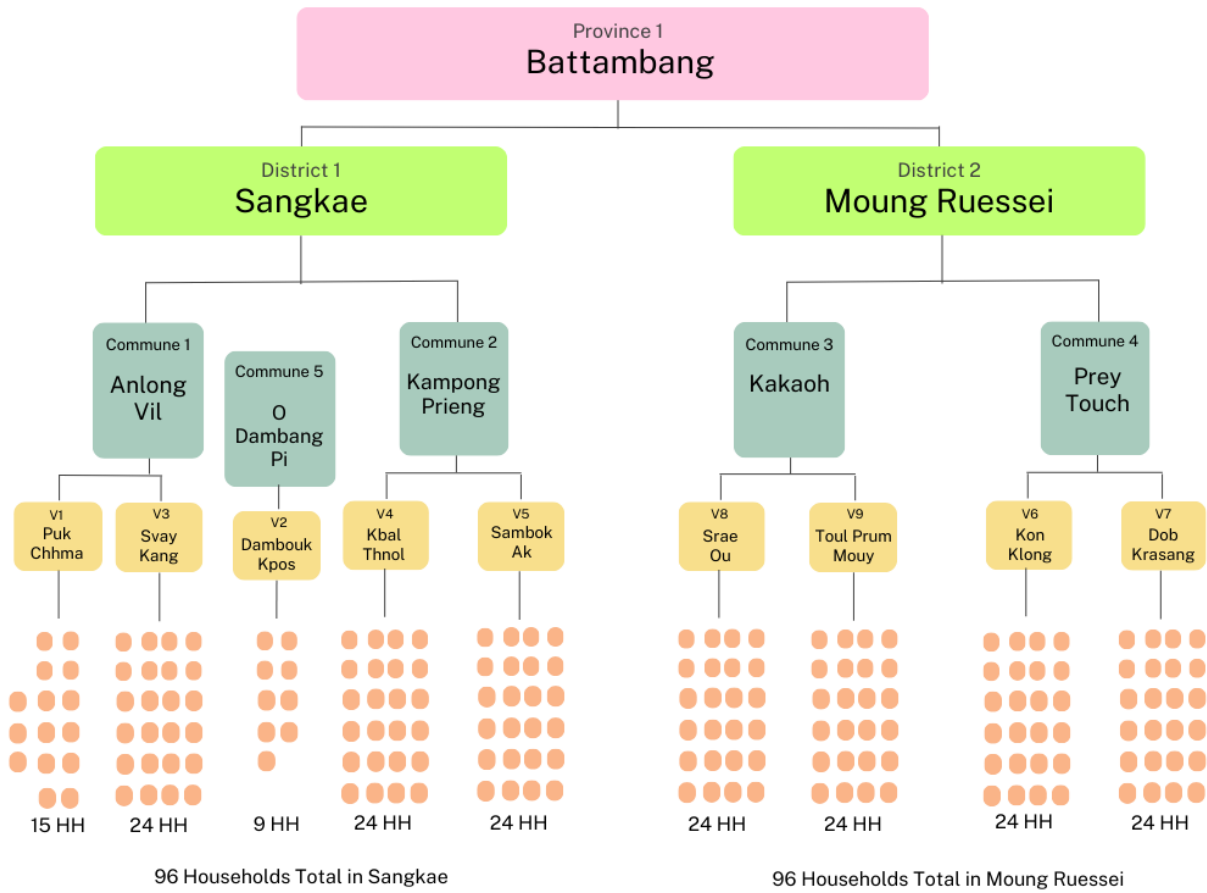 Province 1
Battambang
District 1
Sangkae
District 2
Moung Ruessei
Commune 1
Anlong
Vil
Commune 5
O
Dambang
Pi
Commune 2
Kampong
Prieng
Commune 3
Kakaoh
Commune 4
Prey
Touch
V1
Puk
Chhma
V3
Svay
Kang
V2
Dambouk
Kpos
V4
Kbal
Thnol
V5
Sambok
Ak
V8
Srae
Ou
V9
Toul Prum
Mouy
V6
Kon
Klong
V7
Dob
Krasang
15 HH
24 HH
9 HH
24 HH
24 HH
24 HH
24 HH
24 HH
24 HH
96 Households Total in Sangkae
96 Households Total in Moung Ruessei